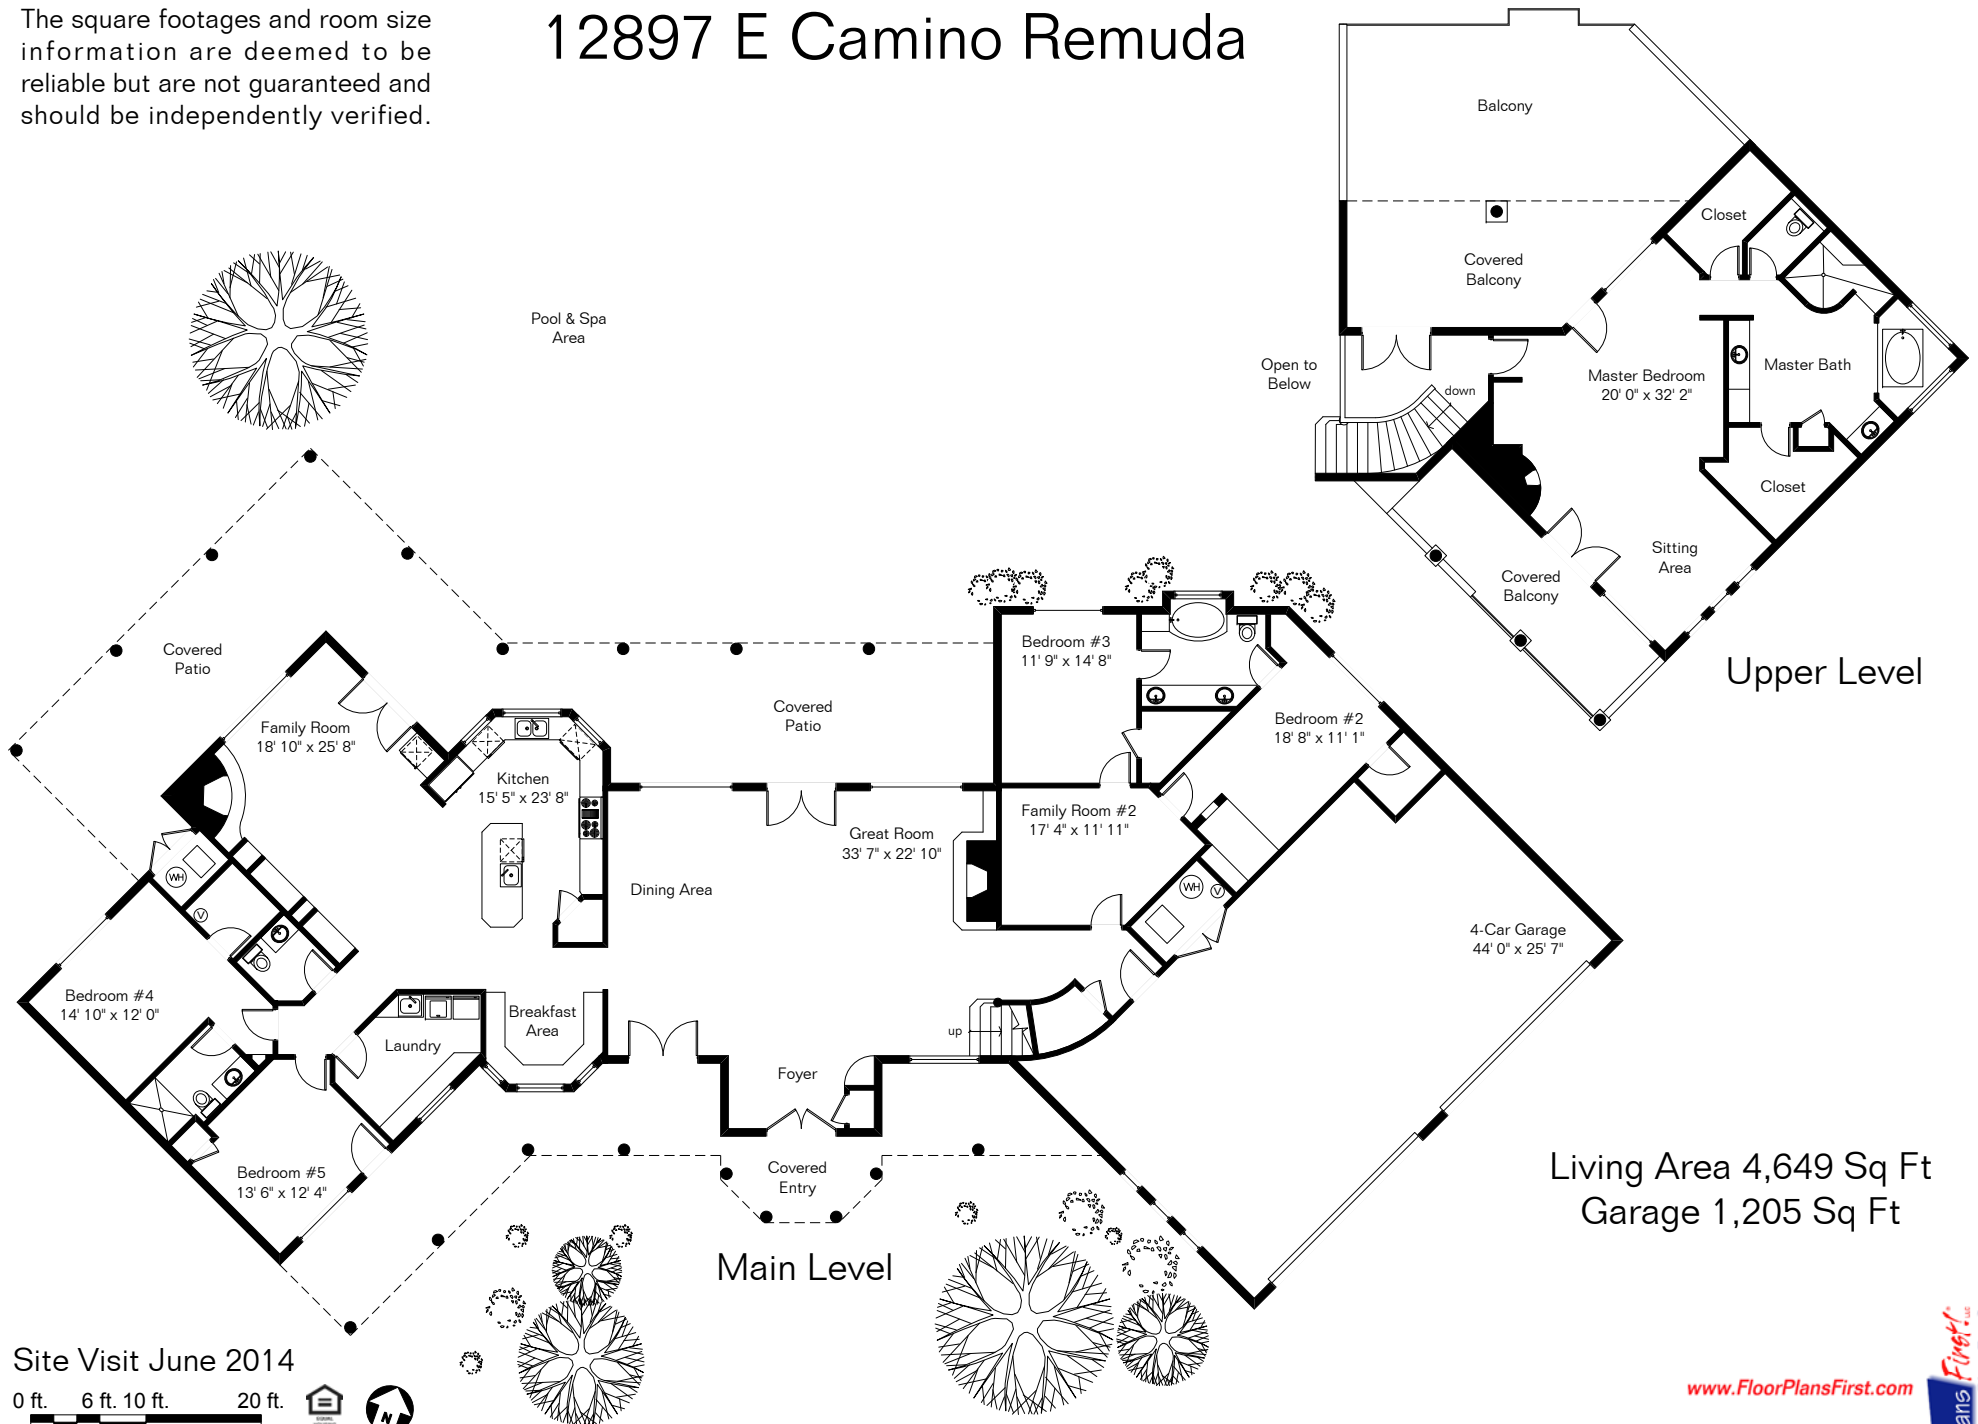 The square footages and room size
information are deemed to be
reliable but are not guaranteed and
should be independently verified.
12897 E Camino Remuda
Balcony
Closet
Covered
Balcony
Pool & Spa
Area
Open to
Below
down
Master Bedroom
20' 0" x 32' 2"
Master Bath
Closet
Sitting
Area
Covered
Balcony
Upper Level
Covered
Patio
Bedroom #3
11' 9" x 14' 8"
Family Room
18' 10" x 25' 8"
Covered
Patio
Bedroom #2
18' 8" x 11' 1"
Kitchen
15' 5" x 23' 8"
Great Room
33' 7" x 22' 10"
Family Room #2
17' 4" x 11' 11"
WH
Dining Area
WH
V
V
4-Car Garage
44' 0" x 25' 7"
Bedroom #4
14' 10" x 12' 0"
Breakfast
Area
Laundry
up
Foyer
Bedroom #5
13' 6" x 12' 4"
Covered
Entry
Living Area 4,649 Sq Ft
Garage 1,205 Sq Ft
Main Level
Site Visit June 2014
0 ft. 6 ft. 10 ft. 20 ft.
N
www.FloorPlansFirst.com
ans
First!